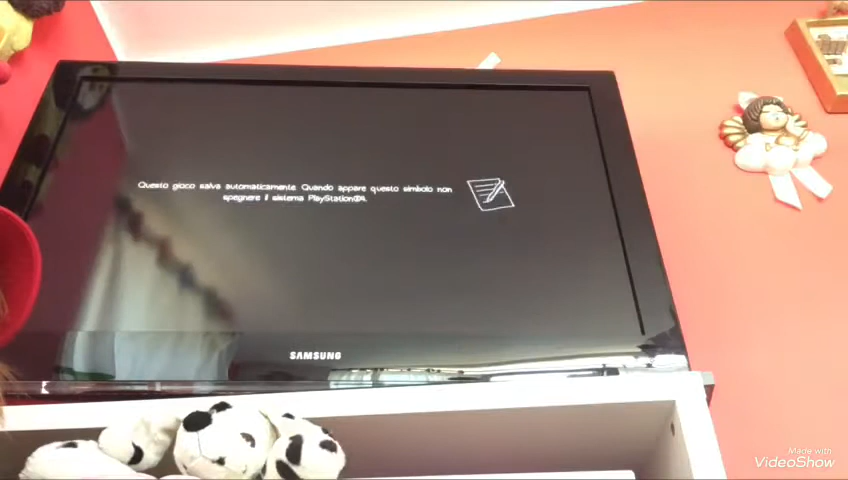 Questo gioco salva automaticamente. Quando appare questo simbolo non
spegnere il sistema PlayStation®4.
SAMSUNG
Made with
VideoShow